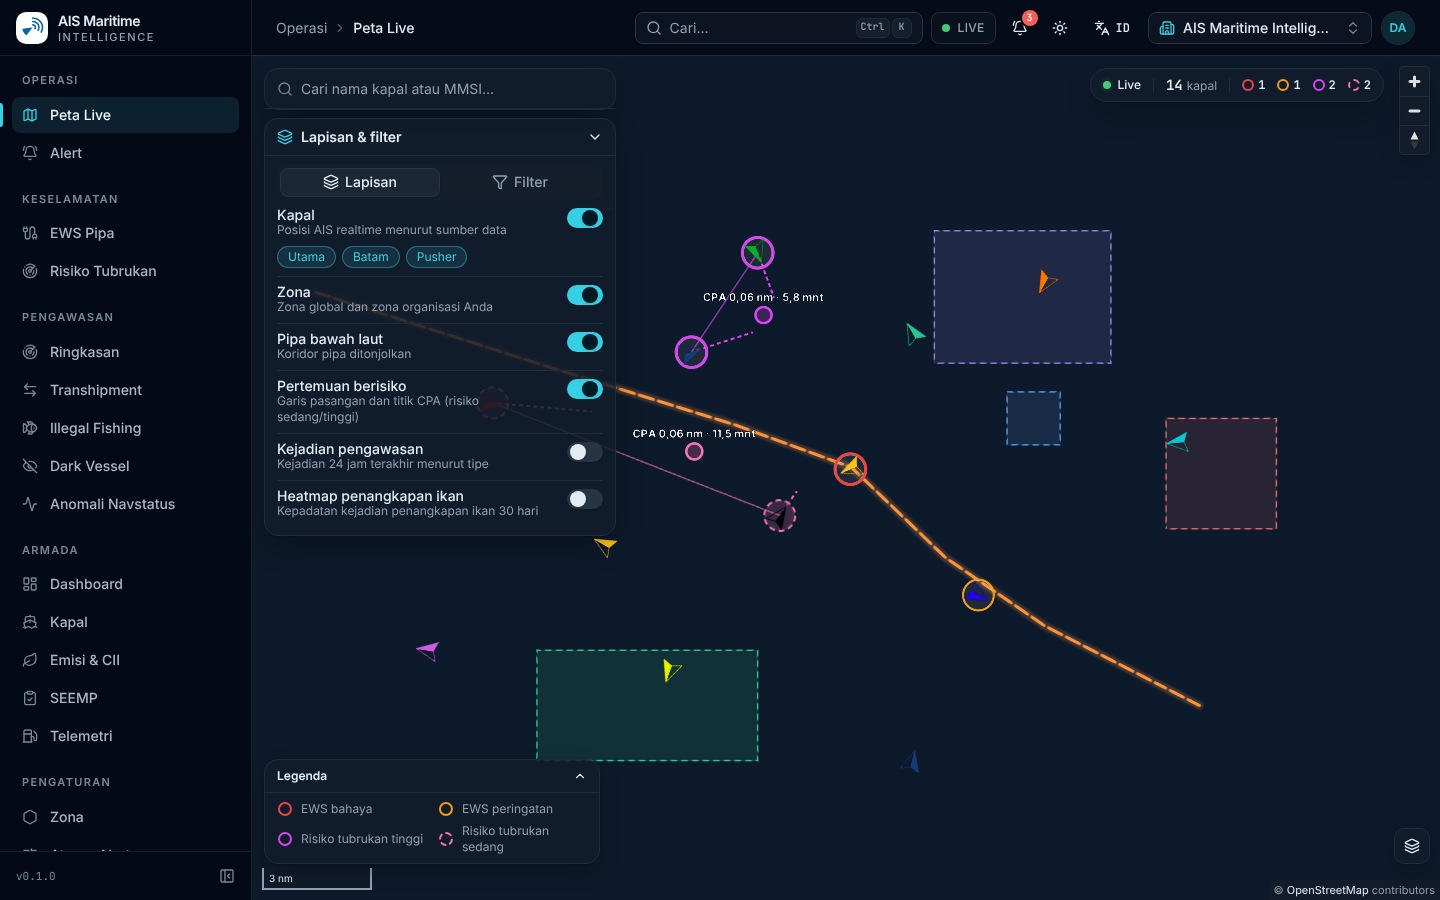 AIS Maritime
INTELLIGENCE
Operasi
Peta Live
Cari...
Ctrl K
LIVE
3
ID
AIS Maritime Intellig...
DA
OPERASI
Peta Live
Alert
KESELAMATAN
EWS Pipa
Risiko Tubrukan
PENGAWASAN
Ringkasan
Transhipment
Illegal Fishing
Dark Vessel
Anomali Navstatus
ARMADA
Dashboard
Kapal
Emisi & CII
SEEMP
Telemetri
PENGATURAN
Zona
v0.1.0
Cari nama kapal atau MMSI...
Lapisan & filter
Lapisan
Filter
Kapal
Posisi AIS realtime menurut sumber data
Utama
Batam
Pusher
Zona
Zona global dan zona organisasi Anda
Pipa bawah laut
Koridor pipa ditonjolkan
Pertemuan berisiko
Garis pasangan dan titik CPA (risiko
sedang/tinggi)
Kejadian pengawasan
Kejadian 24 jam terakhir menurut tipe
Heatmap penangkapan ikan
Kepadatan kejadian penangkapan ikan 30 hari
Live
14 kapal
1
1
2
2
CPA 0,06 nm · 5,8 mnt
CPA 0,06 nm · 11,5 mnt
Legenda
EWS bahaya
EWS peringatan
Risiko tubrukan tinggi
Risiko tubrukan
sedang
3 nm
© OpenStreetMap contributors